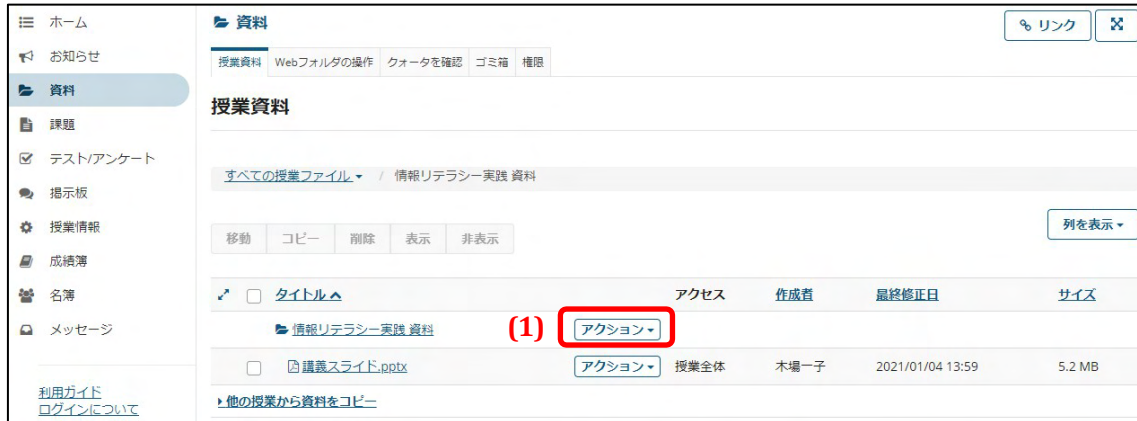 ホーム
お知らせ
資料
課題
テスト/アンケート
掲示板
授業情報
成績簿
名簿
メッセージ
利用ガイド
ログインについて
資料
リンク
授業資料 Webフォルダの操作 クォータを確認 ゴミ箱 権限
授業資料
すべての授業ファイル / 情報リテラシー実践 資料
移動 コピー 削除 表示 非表示
列を表示
タイトル アクセス 作成者 最終修正日 サイズ
情報リテラシー実践 資料 (1) アクション
講義スライド.pptx アクション 授業全体 木場一子 2021/01/04 13:59 5.2 MB
他の授業から資料をコピー